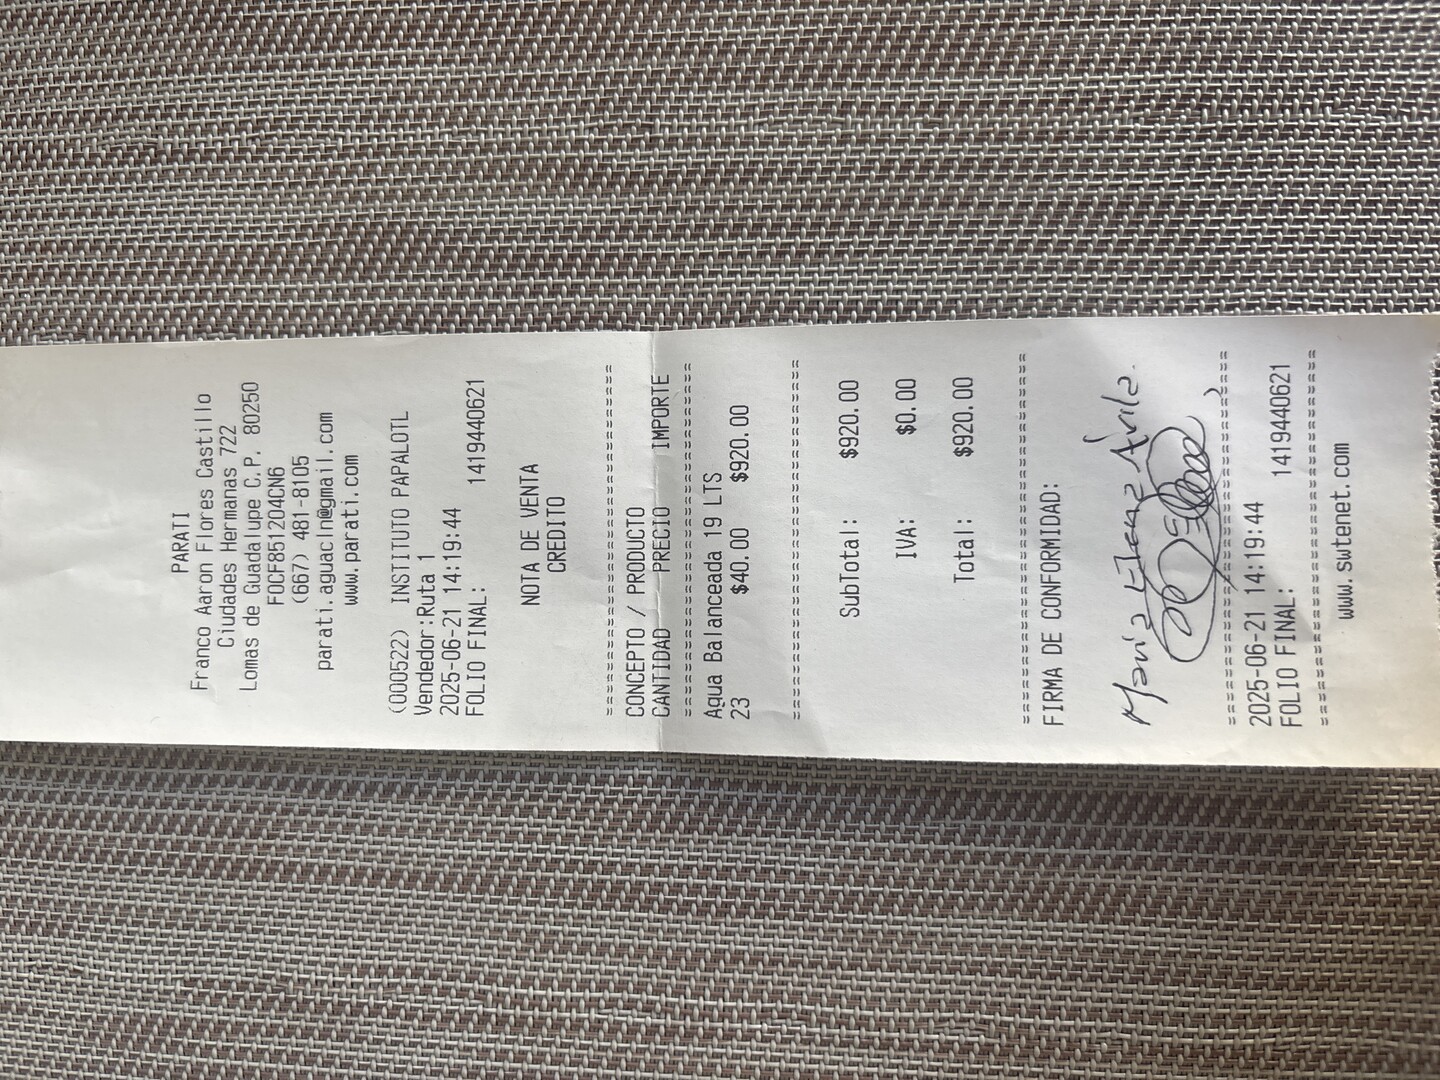 PARATI
Franco Aaron Flores Castillo
Ciudades Hermanas 722
Lomas de Guadalupe C.P. 80250
FOCF851204CN6
(667) 481-8105
parati.aguacln@gmail.com
www.parati.com
(000522) INSTITUTO PAPALOTL
Vendedor:Ruta 1
2025-06-21 14:19:44
FOLIO FINAL: 1419440621
NOTA DE VENTA
CREDITO
==============================
CONCEPTO / PRODUCTO
CANTIDAD PRECIO IMPORTE
==============================
Agua Balanceada 19 LTS
23 $40.00 $920.00
==============================
SubTotal: $920.00
IVA: $0.00
Total: $920.00
==============================
FIRMA DE CONFORMIDAD:
María Elena Ávila.
==============================
2025-06-21 14:19:44
FOLIO FINAL: 1419440621
==============================
www.swtenet.com